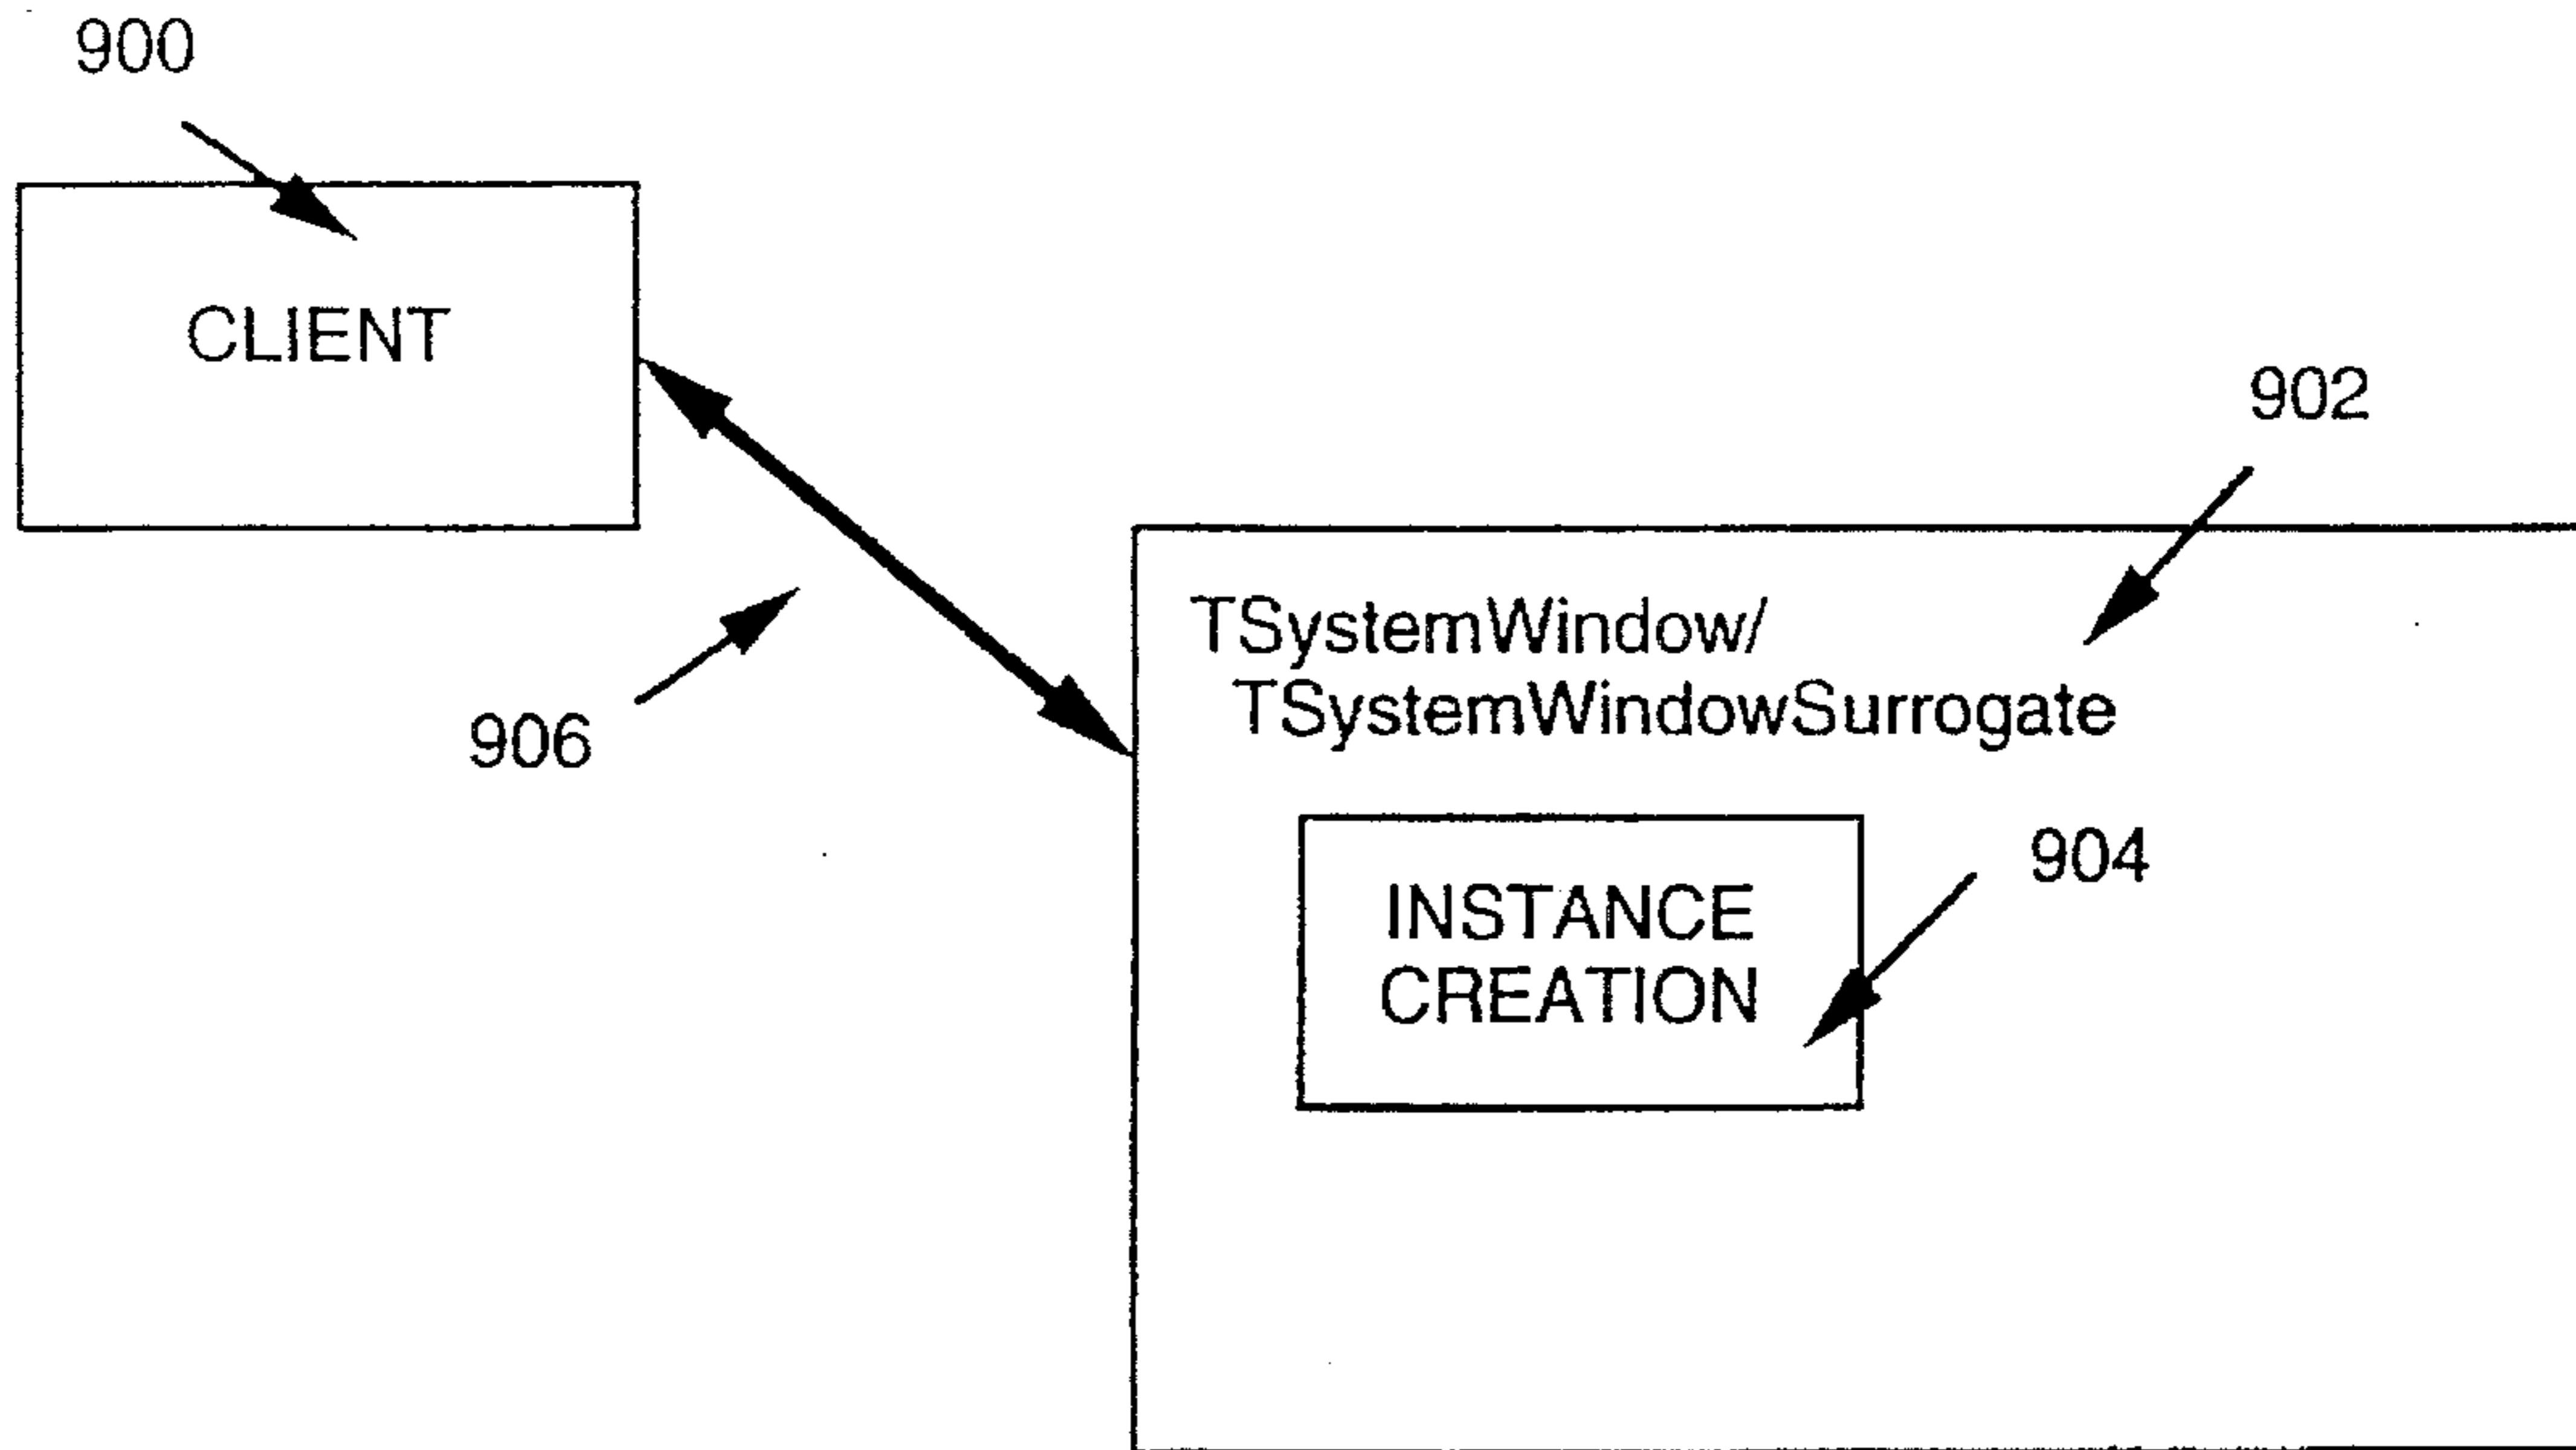 900
CLIENT
902
TSystemWindow/
TSystemWindowSurrogate
906
904
INSTANCE
CREATION